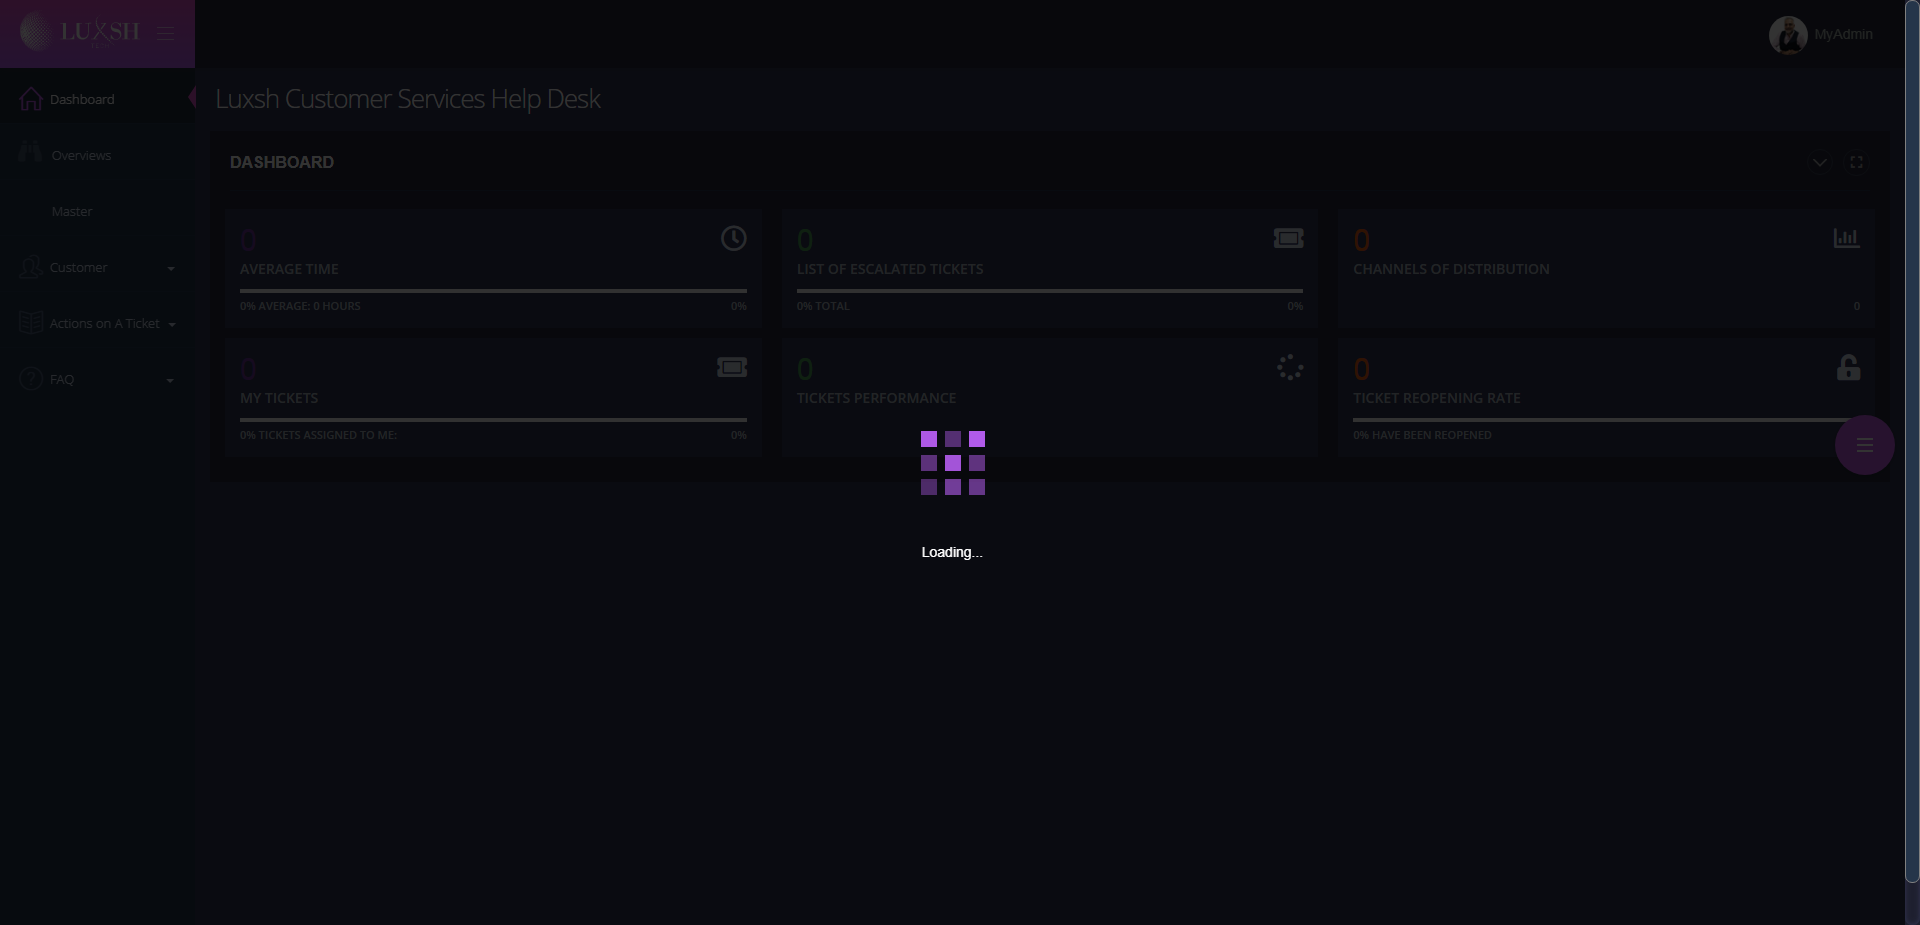 LUXSH
MyAdmin
Dashboard
Overviews
Master
Customer
Actions on A Ticket
FAQ
Luxsh Customer Services Help Desk
DASHBOARD
0
AVERAGE TIME
0% AVERAGE: 0 HOURS 0%
0
LIST OF ESCALATED TICKETS
0% TOTAL 0%
0
CHANNELS OF DISTRIBUTION
0
0
MY TICKETS
0% TICKETS ASSIGNED TO ME: 0%
0
TICKETS PERFORMANCE
0
TICKET REOPENING RATE
0% HAVE BEEN REOPENED
Loading...